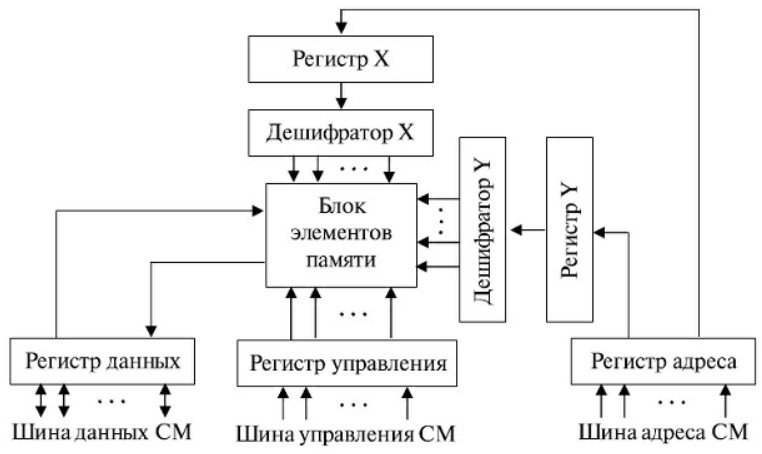 Регистр X
Дешифратор X
. . .
Блок
элементов
памяти
. . .
Дешифратор Y
Регистр Y
. . .
Регистр данных
Регистр управления
Регистр адреса
. . .
. . .
. . .
Шина данных СМ
Шина управления СМ
Шина адреса СМ